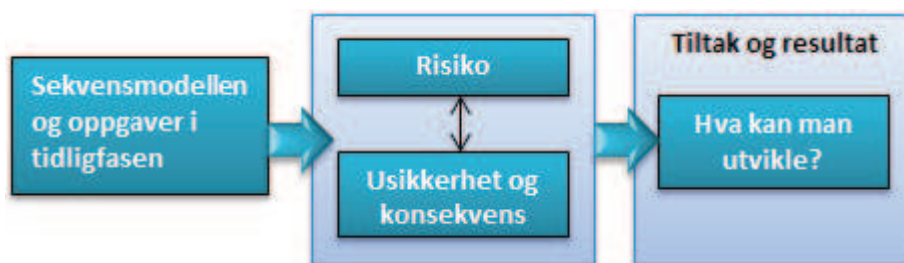 Sekvensmodellen
og oppgaver i
tidligfasen
Risiko
Usikkerhet og
konsekvens
Tiltak og resultat
Hva kan man
utvikle?